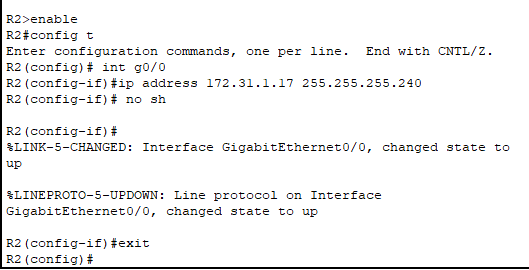 R2>enable
R2#config t
Enter configuration commands, one per line.  End with CNTL/Z.
R2(config)# int g0/0
R2(config-if)#ip address 172.31.1.17 255.255.255.240
R2(config-if)# no sh
R2(config-if)#
%LINK-5-CHANGED: Interface GigabitEthernet0/0, changed state to
up
%LINEPROTO-5-UPDOWN: Line protocol on Interface
GigabitEthernet0/0, changed state to up
R2(config-if)#exit
R2(config)#